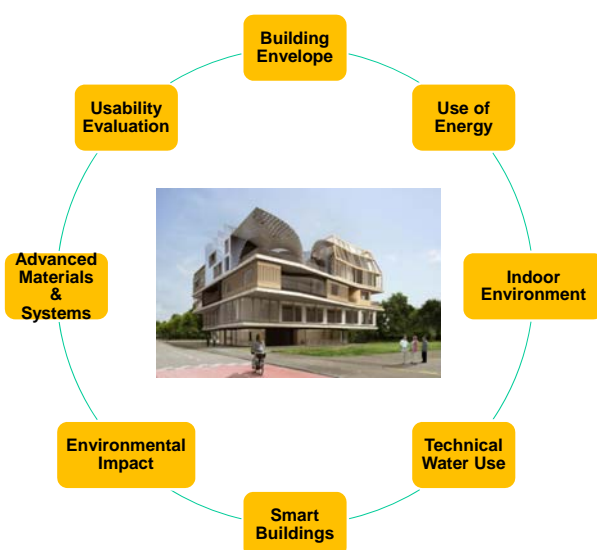 Building
Envelope
Use of
Energy
Indoor
Environment
Technical
Water Use
Smart
Buildings
Environmental
Impact
Advanced
Materials
&
Systems
Usability
Evaluation